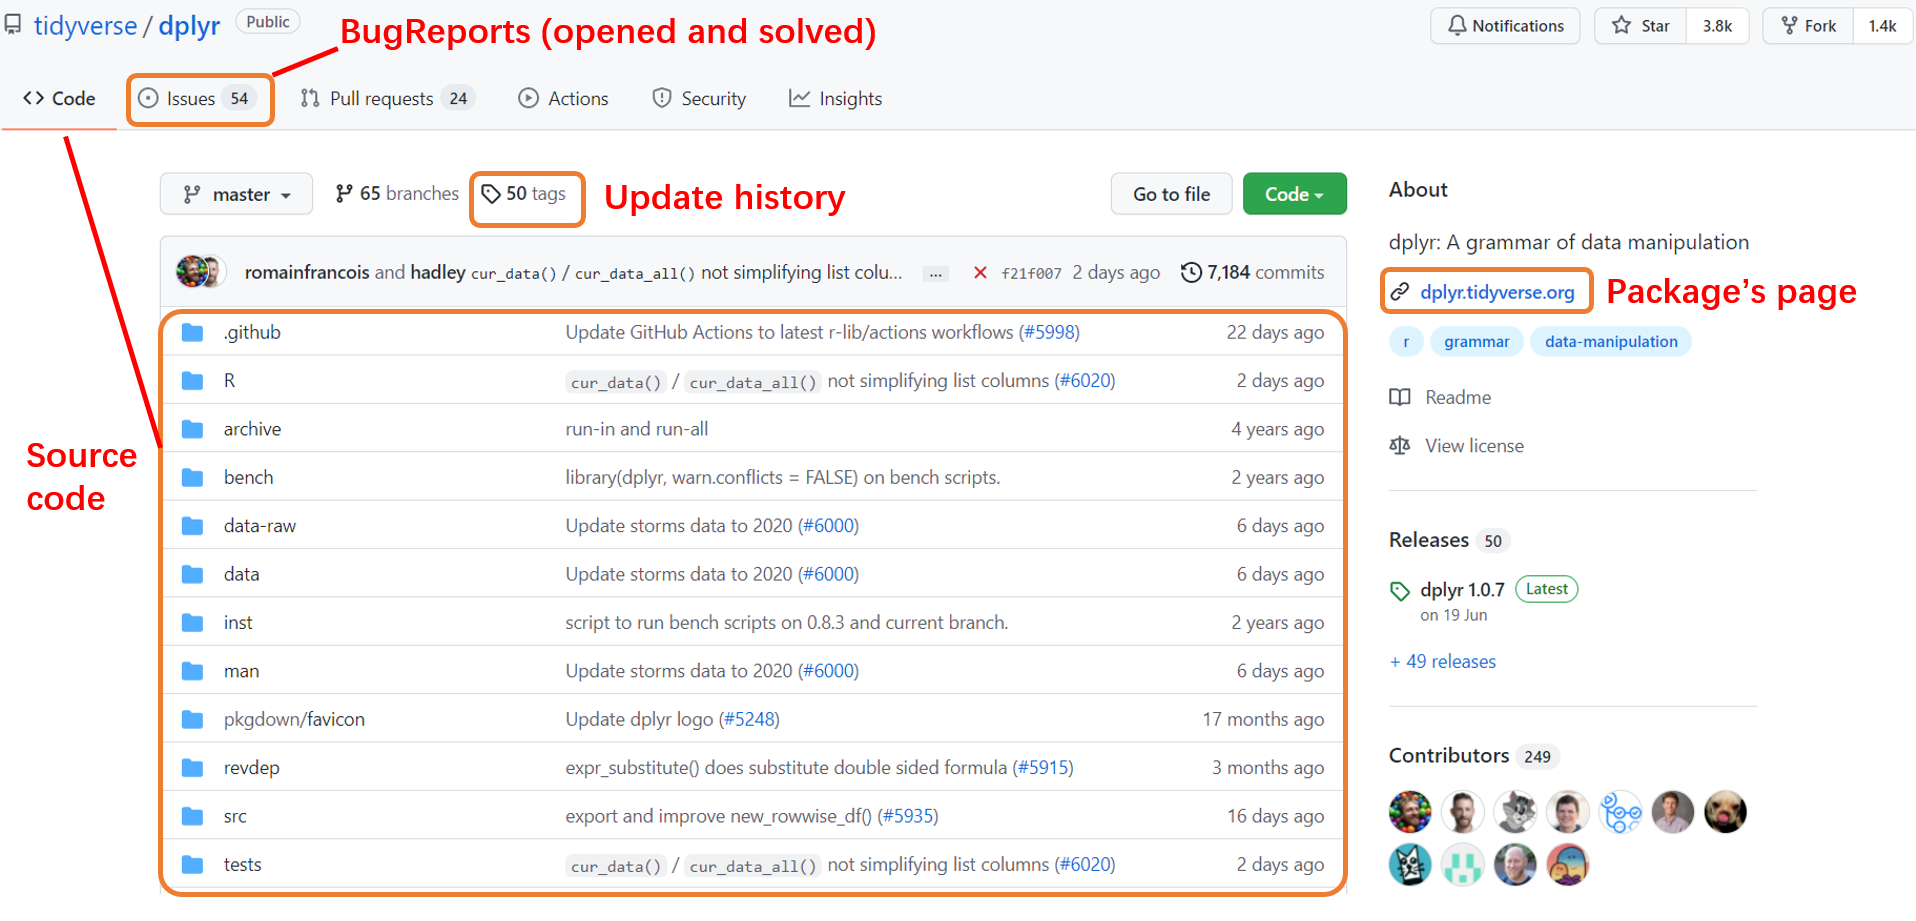 tidyverse / dplyr Public
BugReports (opened and solved)
Notifications Star 3.8k Fork 1.4k
Code Issues 54 Pull requests 24 Actions Security Insights
master 65 branches 50 tags Update history Go to file Code
romainfrancois and hadley cur_data() / cur_data_all() not simplifying list colu... ... f21f007 2 days ago 7,184 commits
.github Update GitHub Actions to latest r-lib/actions workflows (#5998) 22 days ago
R cur_data() / cur_data_all() not simplifying list columns (#6020) 2 days ago
archive run-in and run-all 4 years ago
bench library(dplyr, warn.conflicts = FALSE) on bench scripts. 2 years ago
data-raw Update storms data to 2020 (#6000) 6 days ago
data Update storms data to 2020 (#6000) 6 days ago
inst script to run bench scripts on 0.8.3 and current branch. 2 years ago
man Update storms data to 2020 (#6000) 6 days ago
pkgdown/favicon Update dplyr logo (#5248) 17 months ago
revdep expr_substitute() does substitute double sided formula (#5915) 3 months ago
src export and improve new_rowwise_df() (#5935) 16 days ago
tests cur_data() / cur_data_all() not simplifying list columns (#6020) 2 days ago
Source
code
About
dplyr: A grammar of data manipulation
dplyr.tidyverse.org Package’s page
r grammar data-manipulation
Readme
View license
Releases 50
dplyr 1.0.7 Latest
on 19 Jun
+ 49 releases
Contributors 249